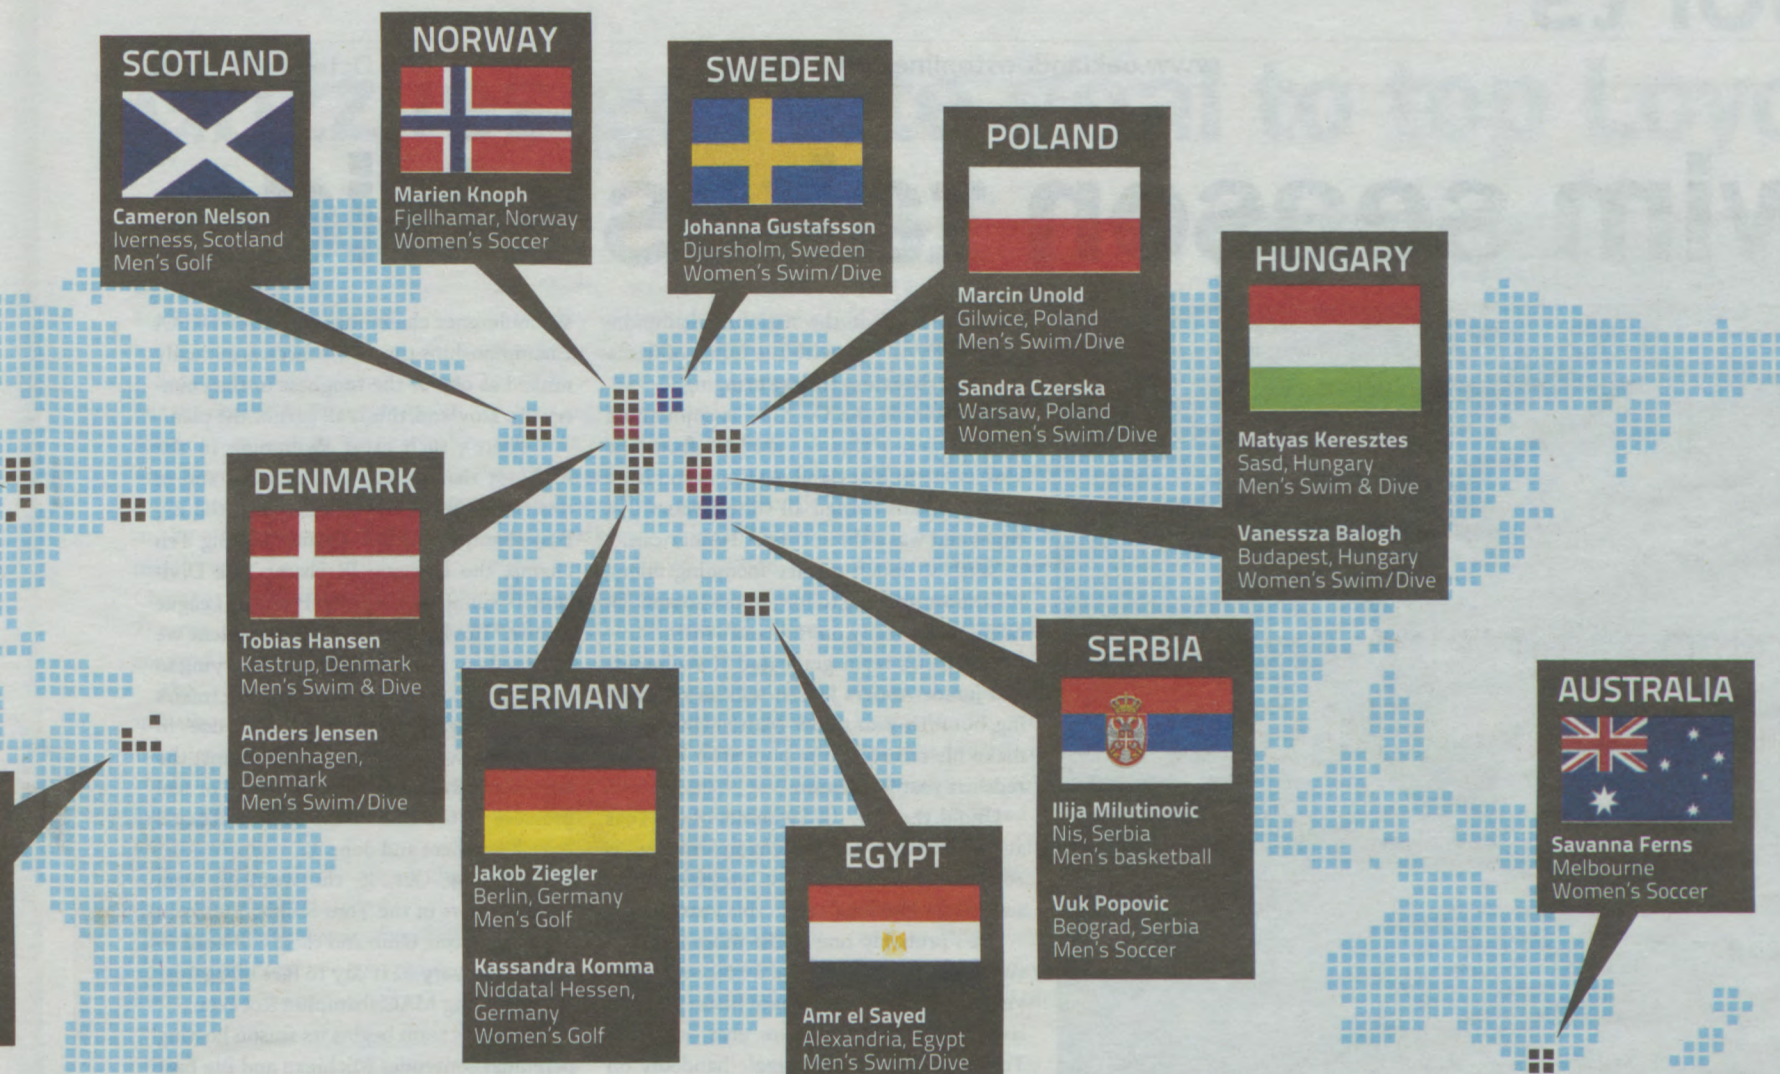 SCOTLAND
Cameron Nelson
Iverness, Scotland
Men's Golf
NORWAY
Marien Knoph
Fjellhamar, Norway
Women's Soccer
SWEDEN
Johanna Gustafsson
Djursholm, Sweden
Women's Swim/Dive
POLAND
Marcin Unold
Gilwice, Poland
Men's Swim/Dive
Sandra Czerska
Warsaw, Poland
Women's Swim/Dive
HUNGARY
Matyas Keresztes
Sasd, Hungary
Men's Swim & Dive
Vanessza Balogh
Budapest, Hungary
Women's Swim/Dive
DENMARK
Tobias Hansen
Kastrup, Denmark
Men's Swim & Dive
Anders Jensen
Copenhagen,
Denmark
Men's Swim/Dive
GERMANY
Jakob Ziegler
Berlin, Germany
Men's Golf
Kassandra Komma
Niddatal Hessen,
Germany
Women's Golf
EGYPT
Amr el Sayed
Alexandria, Egypt
Men's Swim/Dive
SERBIA
Ilija Milutinovic
Nis, Serbia
Men's basketball
Vuk Popovic
Beograd, Serbia
Men's Soccer
AUSTRALIA
Savanna Ferns
Melbourne
Women's Soccer